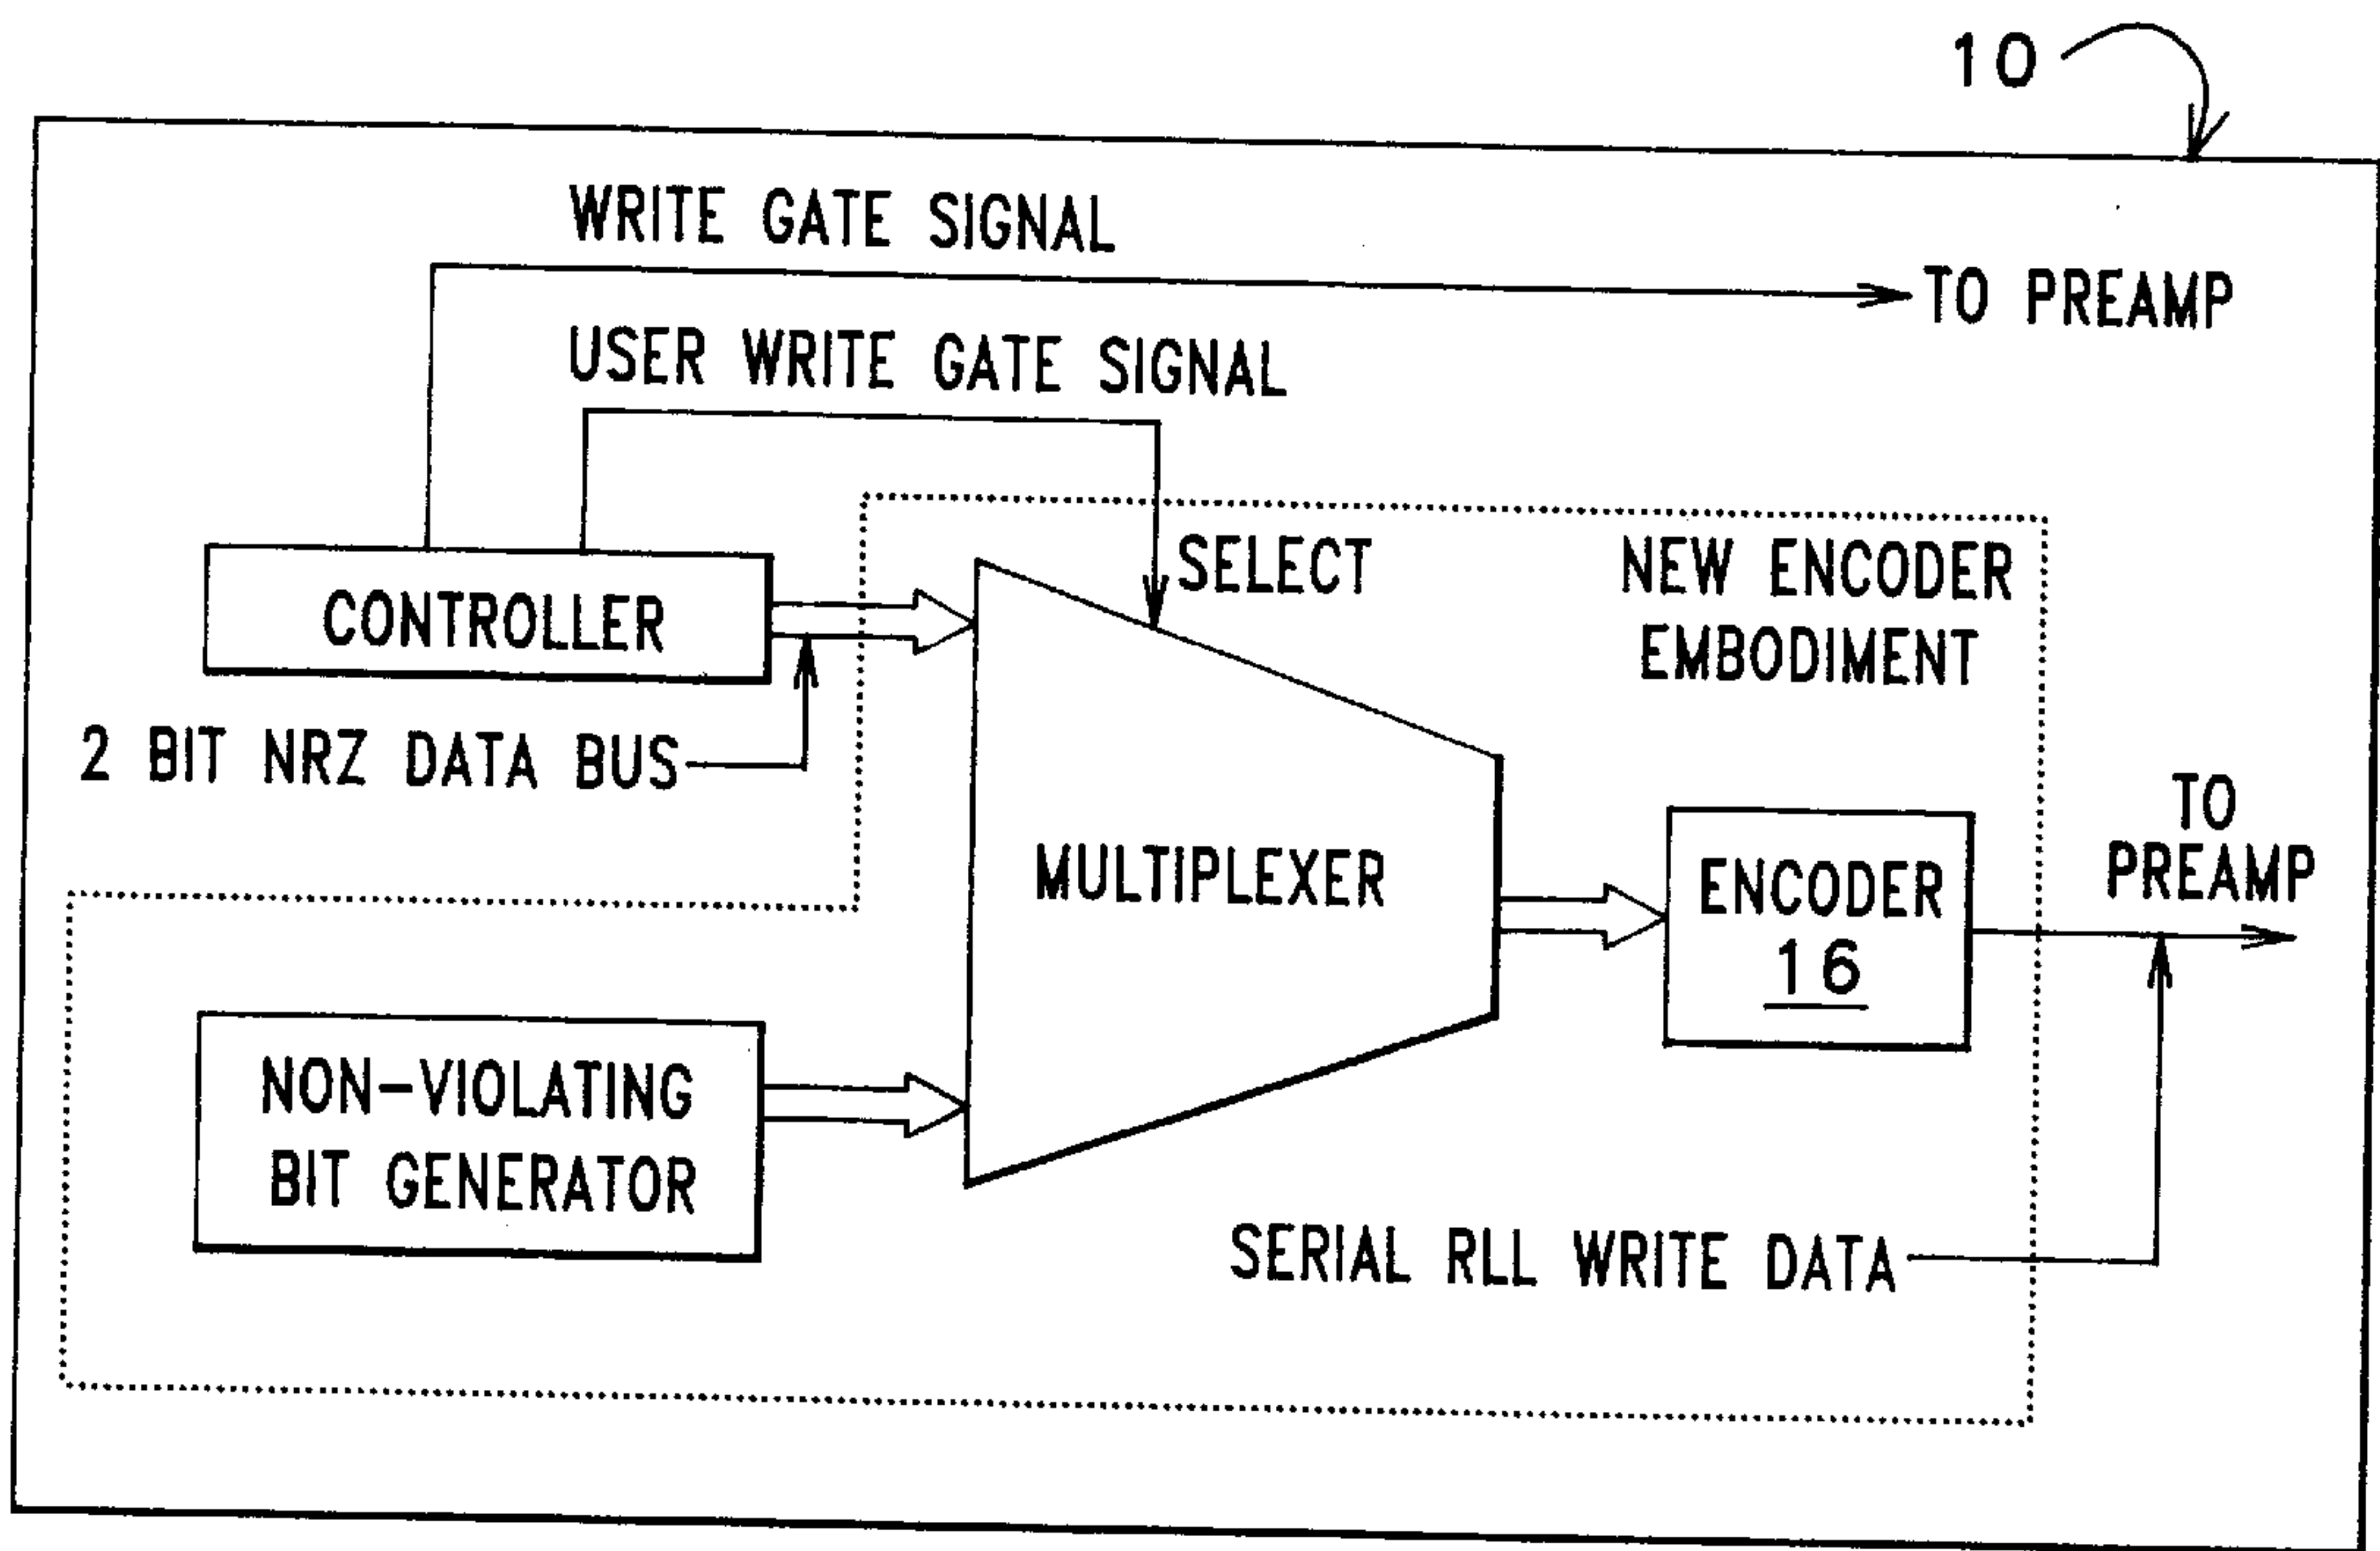 10
WRITE GATE SIGNAL
TO PREAMP
USER WRITE GATE SIGNAL
SELECT
NEW ENCODER
EMBODIMENT
CONTROLLER
2 BIT NRZ DATA BUS
MULTIPLEXER
ENCODER
16
TO
PREAMP
NON-VIOLATING
BIT GENERATOR
SERIAL RLL WRITE DATA